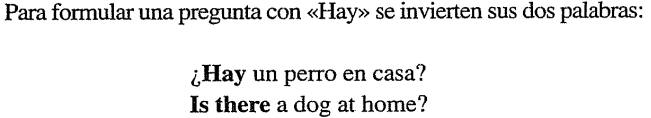 Para formular una pregunta con «Hay» se invierten sus dos palabras:
¿Hay un perro en casa?
Is there a dog at home?